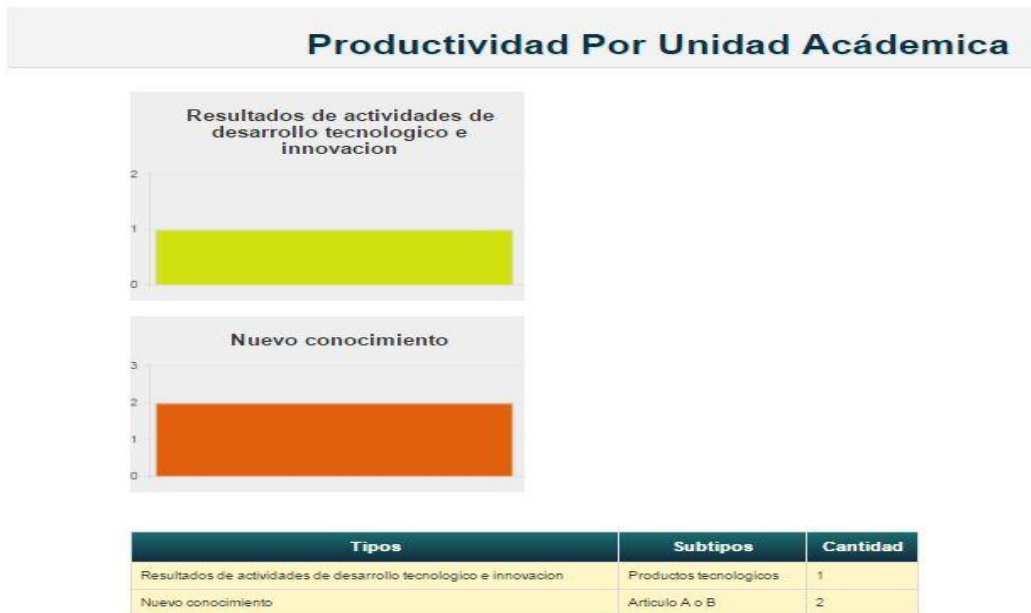 Productividad Por Unidad Acádemica
Resultados de actividades de
desarrollo tecnologico e
innovacion
2
1
0
Nuevo conocimiento
3
2
1
0
Tipos Subtipos Cantidad
Resultados de actividades de desarrollo tecnologico e innovacion Productos tecnologicos 1
Nuevo conocimiento Articulo A o B 2